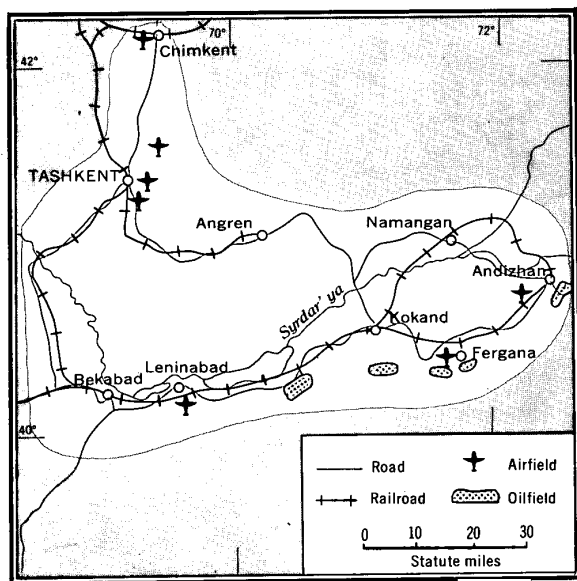 70°
72°
42°
Chimkent
TASHKENT
Angren
Namangan
Andizhan
Syrdar' ya
Kokand
Fergana
Leninabad
Bekabad
40°
Road
Airfield
Railroad
Oilfield
0 10 20 30
Statute miles